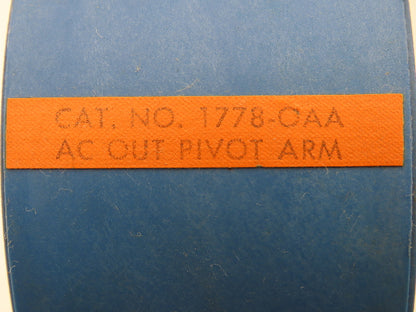 CAT. NO. 1778-OAA
AC OUT PIVOT ARM